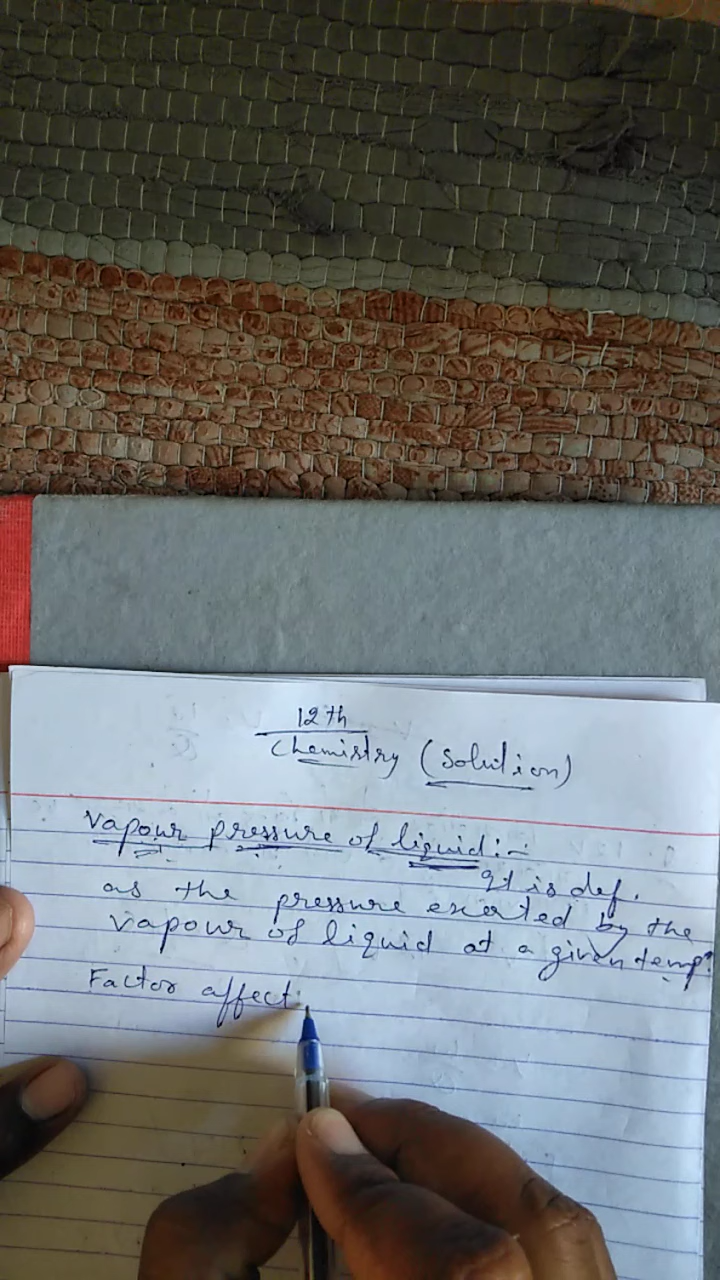 12th
Chemistry (Solution)
Vapour pressure of liquid:-
It is def.
as the pressure exerted by the
vapour of liquid at a given temp.
Factor affect